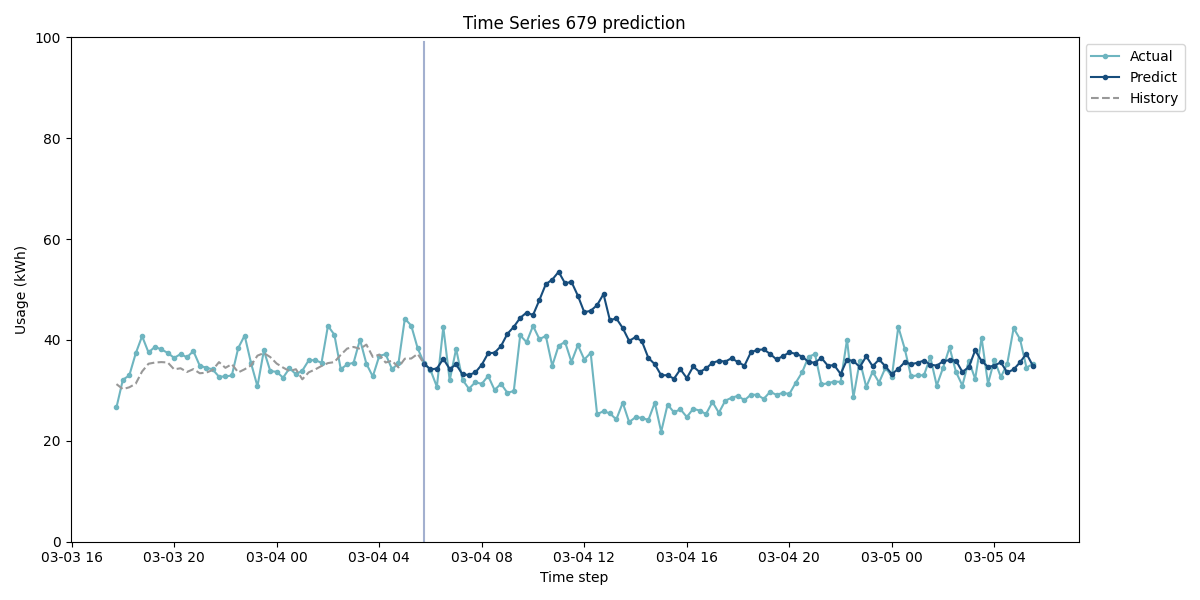 Time Series 679 prediction
Usage (kWh)
100
80
60
40
20
0
03-03 16
03-03 20
03-04 00
03-04 04
03-04 08
03-04 12
03-04 16
03-04 20
03-05 00
03-05 04
Time step
Actual
Predict
History